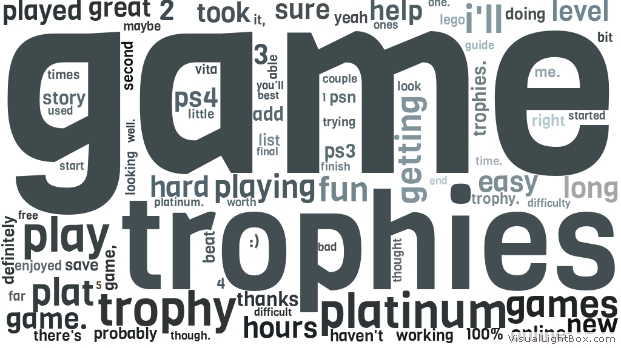 played great 2 took it, sure yeah help one. lego i'll doing level
maybe ones guide bit
game
second
times
vita
3 able
couple
look
trophies.
me.
story
used
ps4
little
you'll
best
1 psn
getting
right started
add
trying
well.
list
final
ps3
finish
start
looking
time.
hard playing fun end easy long
platinum. worth trophy. difficulty
trophies
free
definitely
play
game,
beat
:)
bad
thought
enjoyed save
far plat 5 4
trophy thanks platinum games
game. difficult hours new
there's probably though. haven't working 100% online
VisualLightBox.com